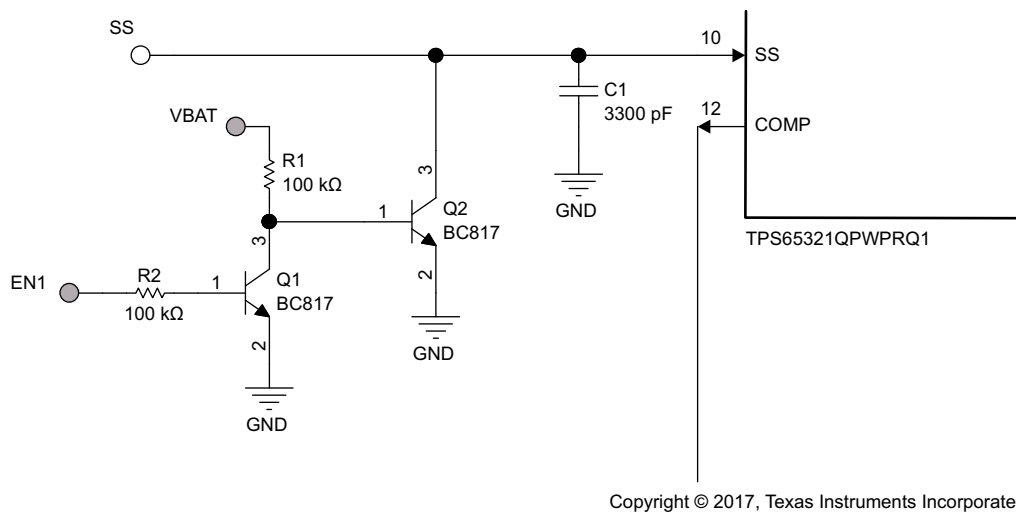 SS
10
SS
C1
3300 pF
12
COMP
VBAT
R1
100 kΩ
3
GND
1
Q2
BC817
TPS65321QPWPRQ1
3
EN1
R2
100 kΩ
1
Q1
BC817
2
GND
2
GND
Copyright © 2017, Texas Instruments Incorporate